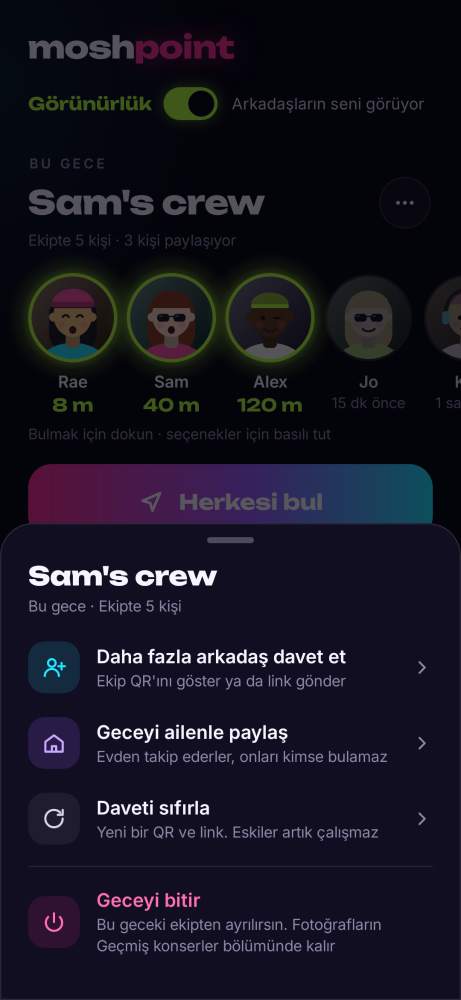 moshpoint
Görünürlük
Arkadaşların seni görüyor
BU GECE
Sam's crew
Ekipte 5 kişi · 3 kişi paylaşıyor
Rae
Sam
Alex
Jo
8 m
40 m
120 m
15 dk önce
Bulmak için dokun · seçenekler için basılı tut
Herkesi bul
Sam's crew
Bu gece · Ekipte 5 kişi
Daha fazla arkadaş davet et
Ekip QR'ını göster ya da link gönder
Geceyi ailenle paylaş
Evden takip ederler, onları kimse bulamaz
Daveti sıfırla
Yeni bir QR ve link. Eskiler artık çalışmaz
Geceyi bitir
Bu geceki ekipten ayrılırsın. Fotoğrafların
Geçmiş konserler bölümünde kalır